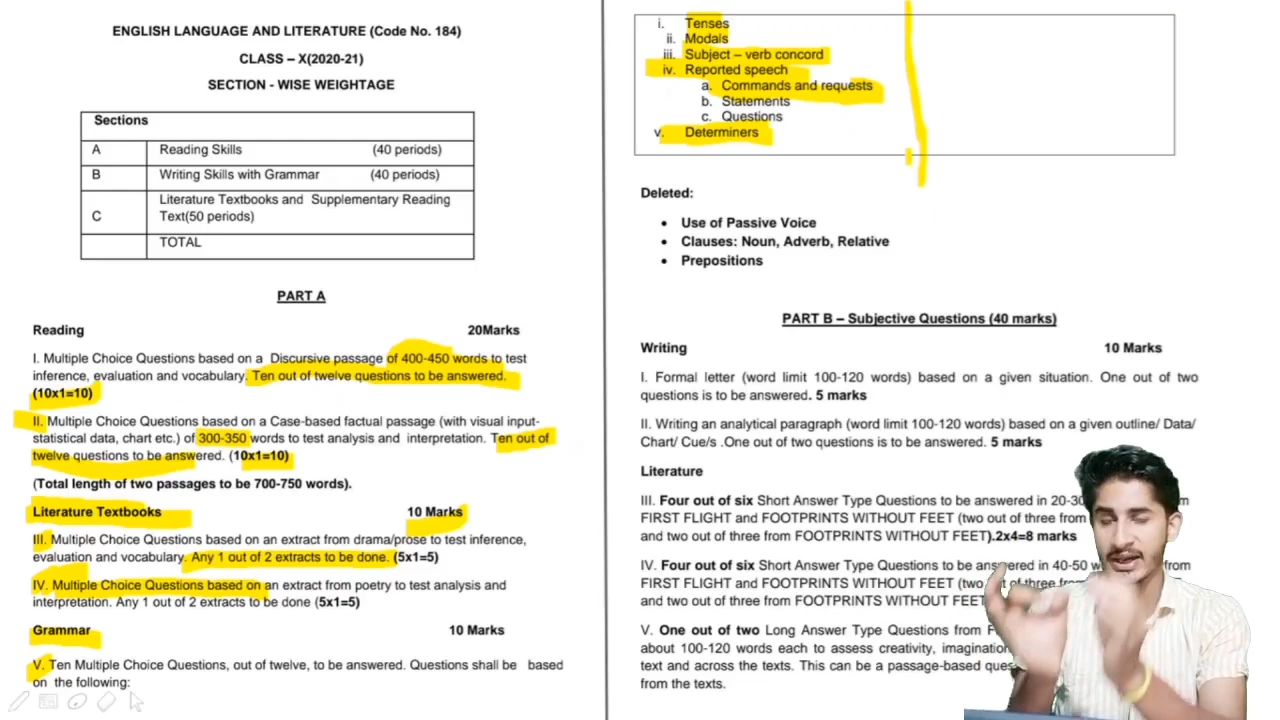 ENGLISH LANGUAGE AND LITERATURE (Code No. 184)
CLASS – X(2020-21)
SECTION - WISE WEIGHTAGE
Sections
A Reading Skills (40 periods)
B Writing Skills with Grammar (40 periods)
Literature Textbooks and Supplementary Reading
C Text(50 periods)
TOTAL
PART A
Reading 20Marks
I. Multiple Choice Questions based on a Discursive passage of 400-450 words to test
inference, evaluation and vocabulary. Ten out of twelve questions to be answered.
(10x1=10)
II. Multiple Choice Questions based on a Case-based factual passage (with visual input-
statistical data, chart etc.) of 300-350 words to test analysis and interpretation. Ten out of
twelve questions to be answered. (10x1=10)
(Total length of two passages to be 700-750 words).
Literature Textbooks 10 Marks
III. Multiple Choice Questions based on an extract from drama/prose to test inference,
evaluation and vocabulary. Any 1 out of 2 extracts to be done. (5x1=5)
IV. Multiple Choice Questions based on an extract from poetry to test analysis and
interpretation. Any 1 out of 2 extracts to be done (5x1=5)
Grammar 10 Marks
V. Ten Multiple Choice Questions, out of twelve, to be answered. Questions shall be based
on the following:
i. Tenses
ii. Modals
iii. Subject – verb concord
iv. Reported speech
a. Commands and requests
b. Statements
c. Questions
v. Determiners
Deleted:
• Use of Passive Voice
• Clauses: Noun, Adverb, Relative
• Prepositions
PART B – Subjective Questions (40 marks)
Writing 10 Marks
I. Formal letter (word limit 100-120 words) based on a given situation. One out of two
questions is to be answered. 5 marks
II. Writing an analytical paragraph (word limit 100-120 words) based on a given outline/ Data/
Chart/ Cue/s .One out of two questions is to be answered. 5 marks
Literature
III. Four out of six Short Answer Type Questions to be answered in 20-30
FIRST FLIGHT and FOOTPRINTS WITHOUT FEET (two out of three from
and two out of three from FOOTPRINTS WITHOUT FEET).2x4=8 marks
IV. Four out of six Short Answer Type Questions to be answered in 40-50 from
FIRST FLIGHT and FOOTPRINTS WITHOUT FEET (two out of three
and two out of three from FOOTPRINTS WITHOUT FEET
V. One out of two Long Answer Type Questions from
about 100-120 words each to assess creativity, imagination
text and across the texts. This can be a passage-based
from the texts.